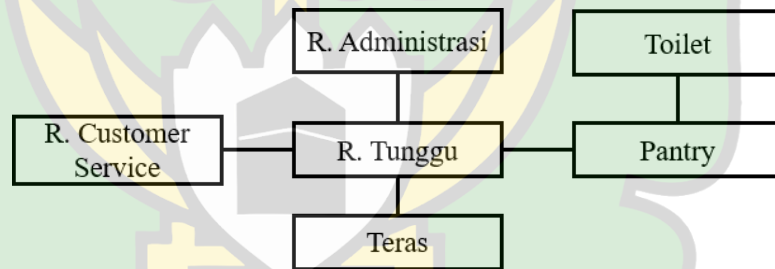 R. Administrasi
Toilet
R. Customer
Service
R. Tunggu
Pantry
Teras